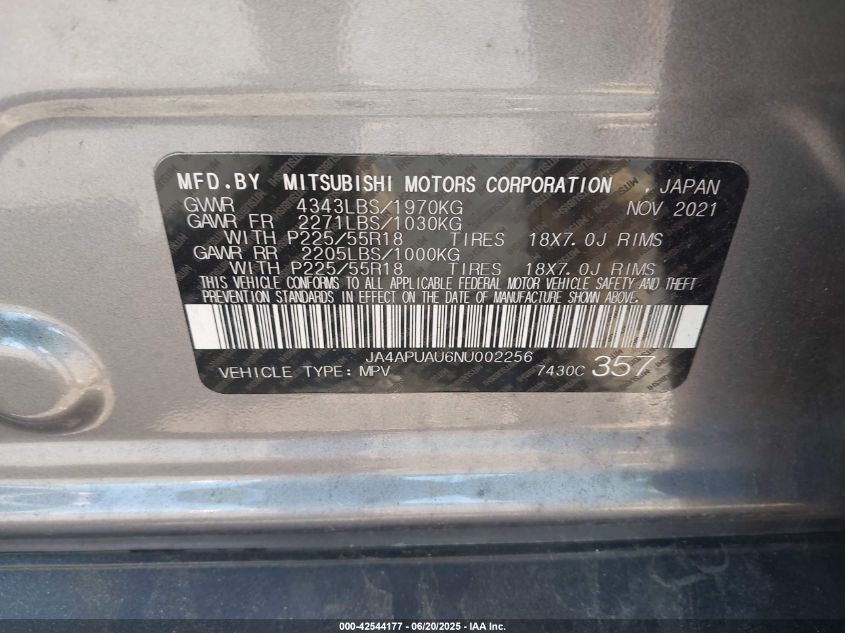 MFD.BY MITSUBISHI MOTORS CORPORATION , JAPAN
GVWR 4343LBS/1970KG NOV 2021
GAWR FR 2271LBS/1030KG
WITH P225/55R18 TIRES 18X7.0J RIMS
GAWR RR 2205LBS/1000KG
WITH P225/55R18 TIRES 18X7.0J RIMS
THIS VEHICLE CONFORMS TO ALL APPLICABLE FEDERAL MOTOR VEHICLE SAFETY AND THEFT
PREVENTION STANDARDS IN EFFECT ON THE DATE OF MANUFACTURE SHOWN ABOVE.
JA4APUAU6NU002256
VEHICLE TYPE: MPV 7430C 357
000-42544177 - 06/20/2025 - IAA Inc.